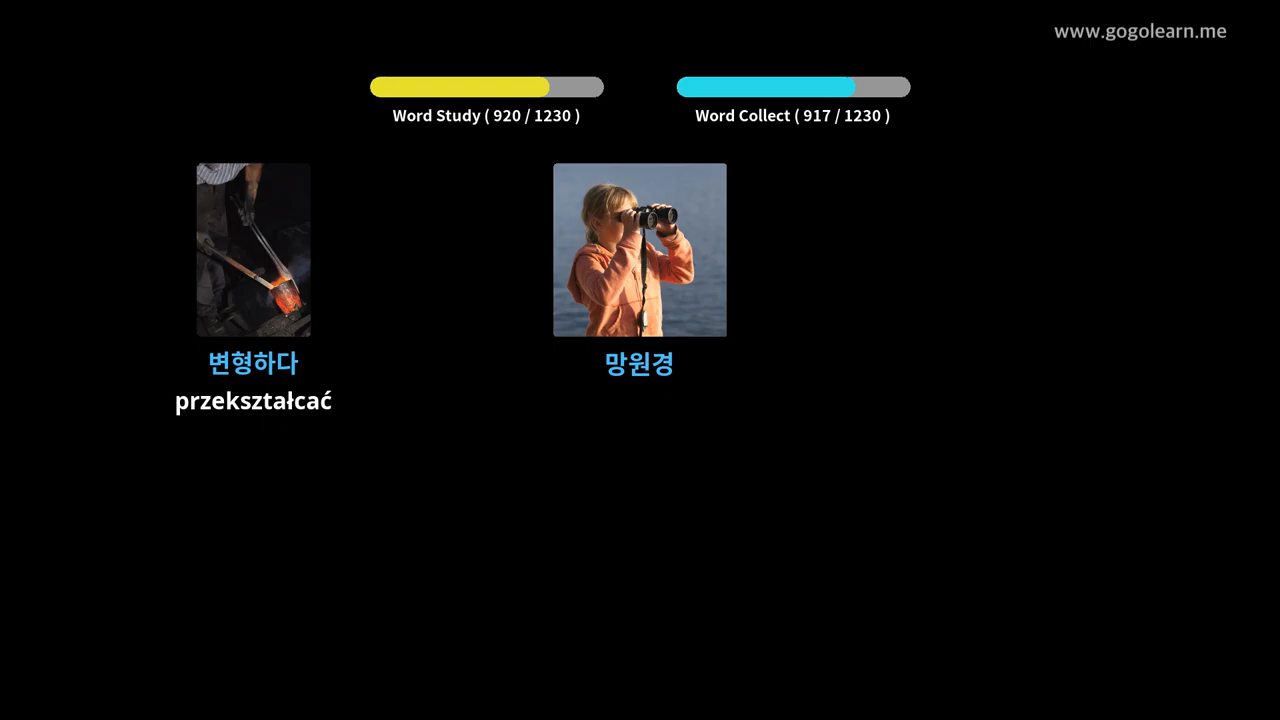 www.gogolearn.me
Word Study ( 920 / 1230 )
Word Collect ( 917 / 1230 )
변형하다
망원경
przekształcać